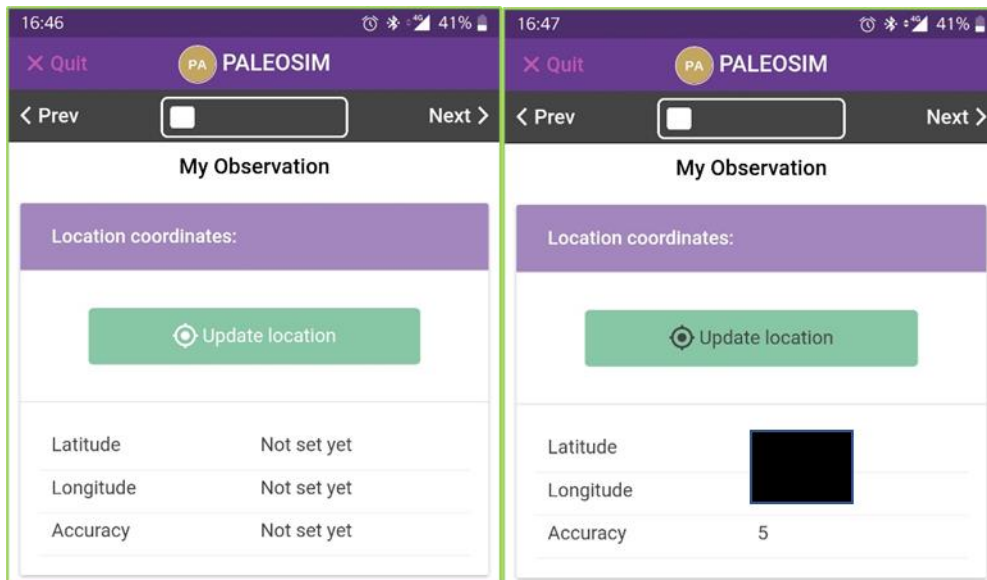 16:46
4G 41%
X Quit
PA PALEOSIM
< Prev
Next >
My Observation
Location coordinates:
Update location
Latitude Not set yet
Longitude Not set yet
Accuracy Not set yet
16:47
4G 41%
X Quit
PA PALEOSIM
< Prev
Next >
My Observation
Location coordinates:
Update location
Latitude
Longitude
Accuracy 5